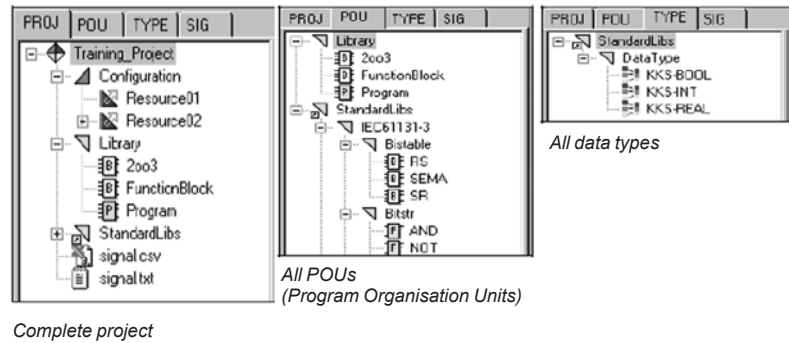 PROJ POU TYPE SIG
Training_Project
Configuration
Resource01
Resource02
Library
2oo3
FunctionBlock
Program
StandardLibs
signal.csv
signal.txt
Complete project
PROJ POU TYPE SIG
Library
2oo3
FunctionBlock
Program
StandardLibs
IEC61131-3
Bistable
RS
SEMA
SR
Bitstr
AND
NOT
All POUs
(Program Organisation Units)
PROJ POU TYPE SIG
StandardLibs
DataType
KKS-BOOL
KKS-INT
KKS-REAL
All data types